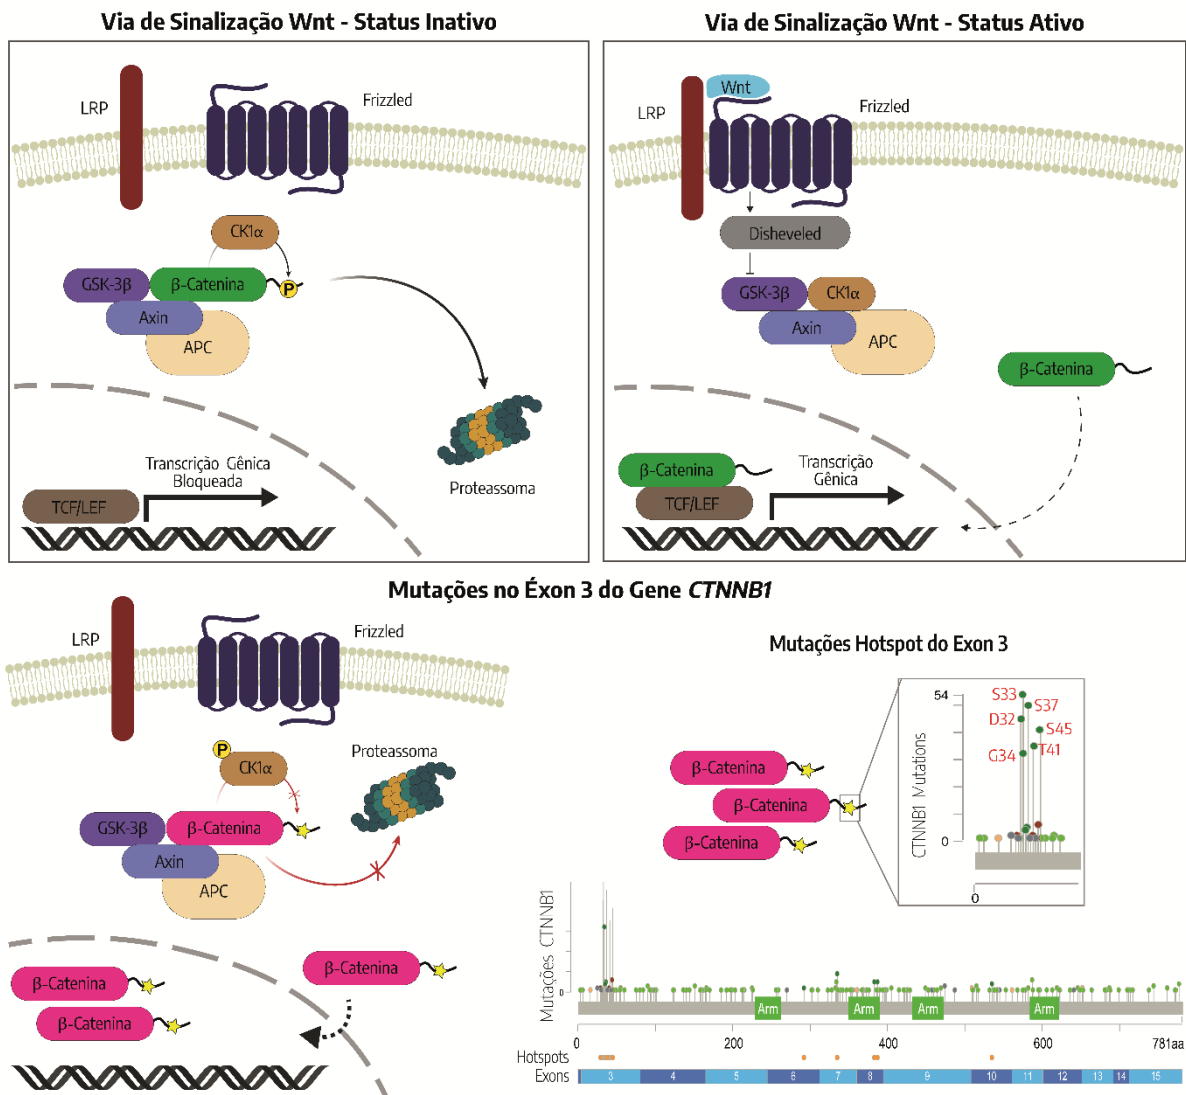 Via de Sinalização Wnt - Status Inativo
LRP
Frizzled
CK1α
GSK-3β
β-Catenina
P
Axin
APC
Transcrição Gênica
Bloqueada
Proteassoma
TCF/LEF
Via de Sinalização Wnt - Status Ativo
Wnt
LRP
Frizzled
Disheveled
GSK-3β
CK1α
Axin
APC
β-Catenina
β-Catenina
Transcrição
Gênica
TCF/LEF
Mutações no Éxon 3 do Gene CTNNB1
LRP
Frizzled
P
CK1α
Proteassoma
GSK-3β
β-Catenina
Axin
APC
β-Catenina
β-Catenina
β-Catenina
Mutações Hotspot do Exon 3
β-Catenina
β-Catenina
β-Catenina
CTNNB1 Mutations
54
0
S33
S37
D32
S45
G34
T41
0
Mutações CTNNB1
0
Arm
Arm
Arm
Arm
0
200
400
600
781aa
Hotspots
Exons
3
4
5
6
7
8
9
10
11
12
13
14
15